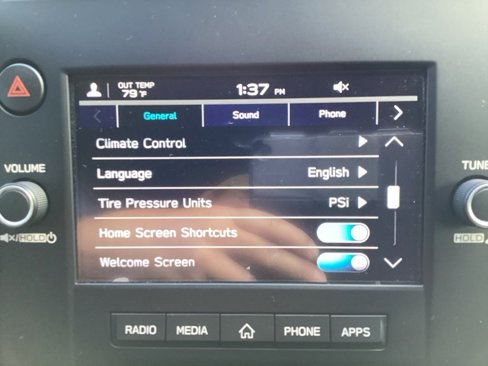 OUT TEMP
79°F
1:37 PM
General Sound Phone
Climate Control
VOLUME
TUNE
Language English
Tire Pressure Units PSi
Home Screen Shortcuts
HOLD
HOLD
Welcome Screen
RADIO MEDIA PHONE APPS